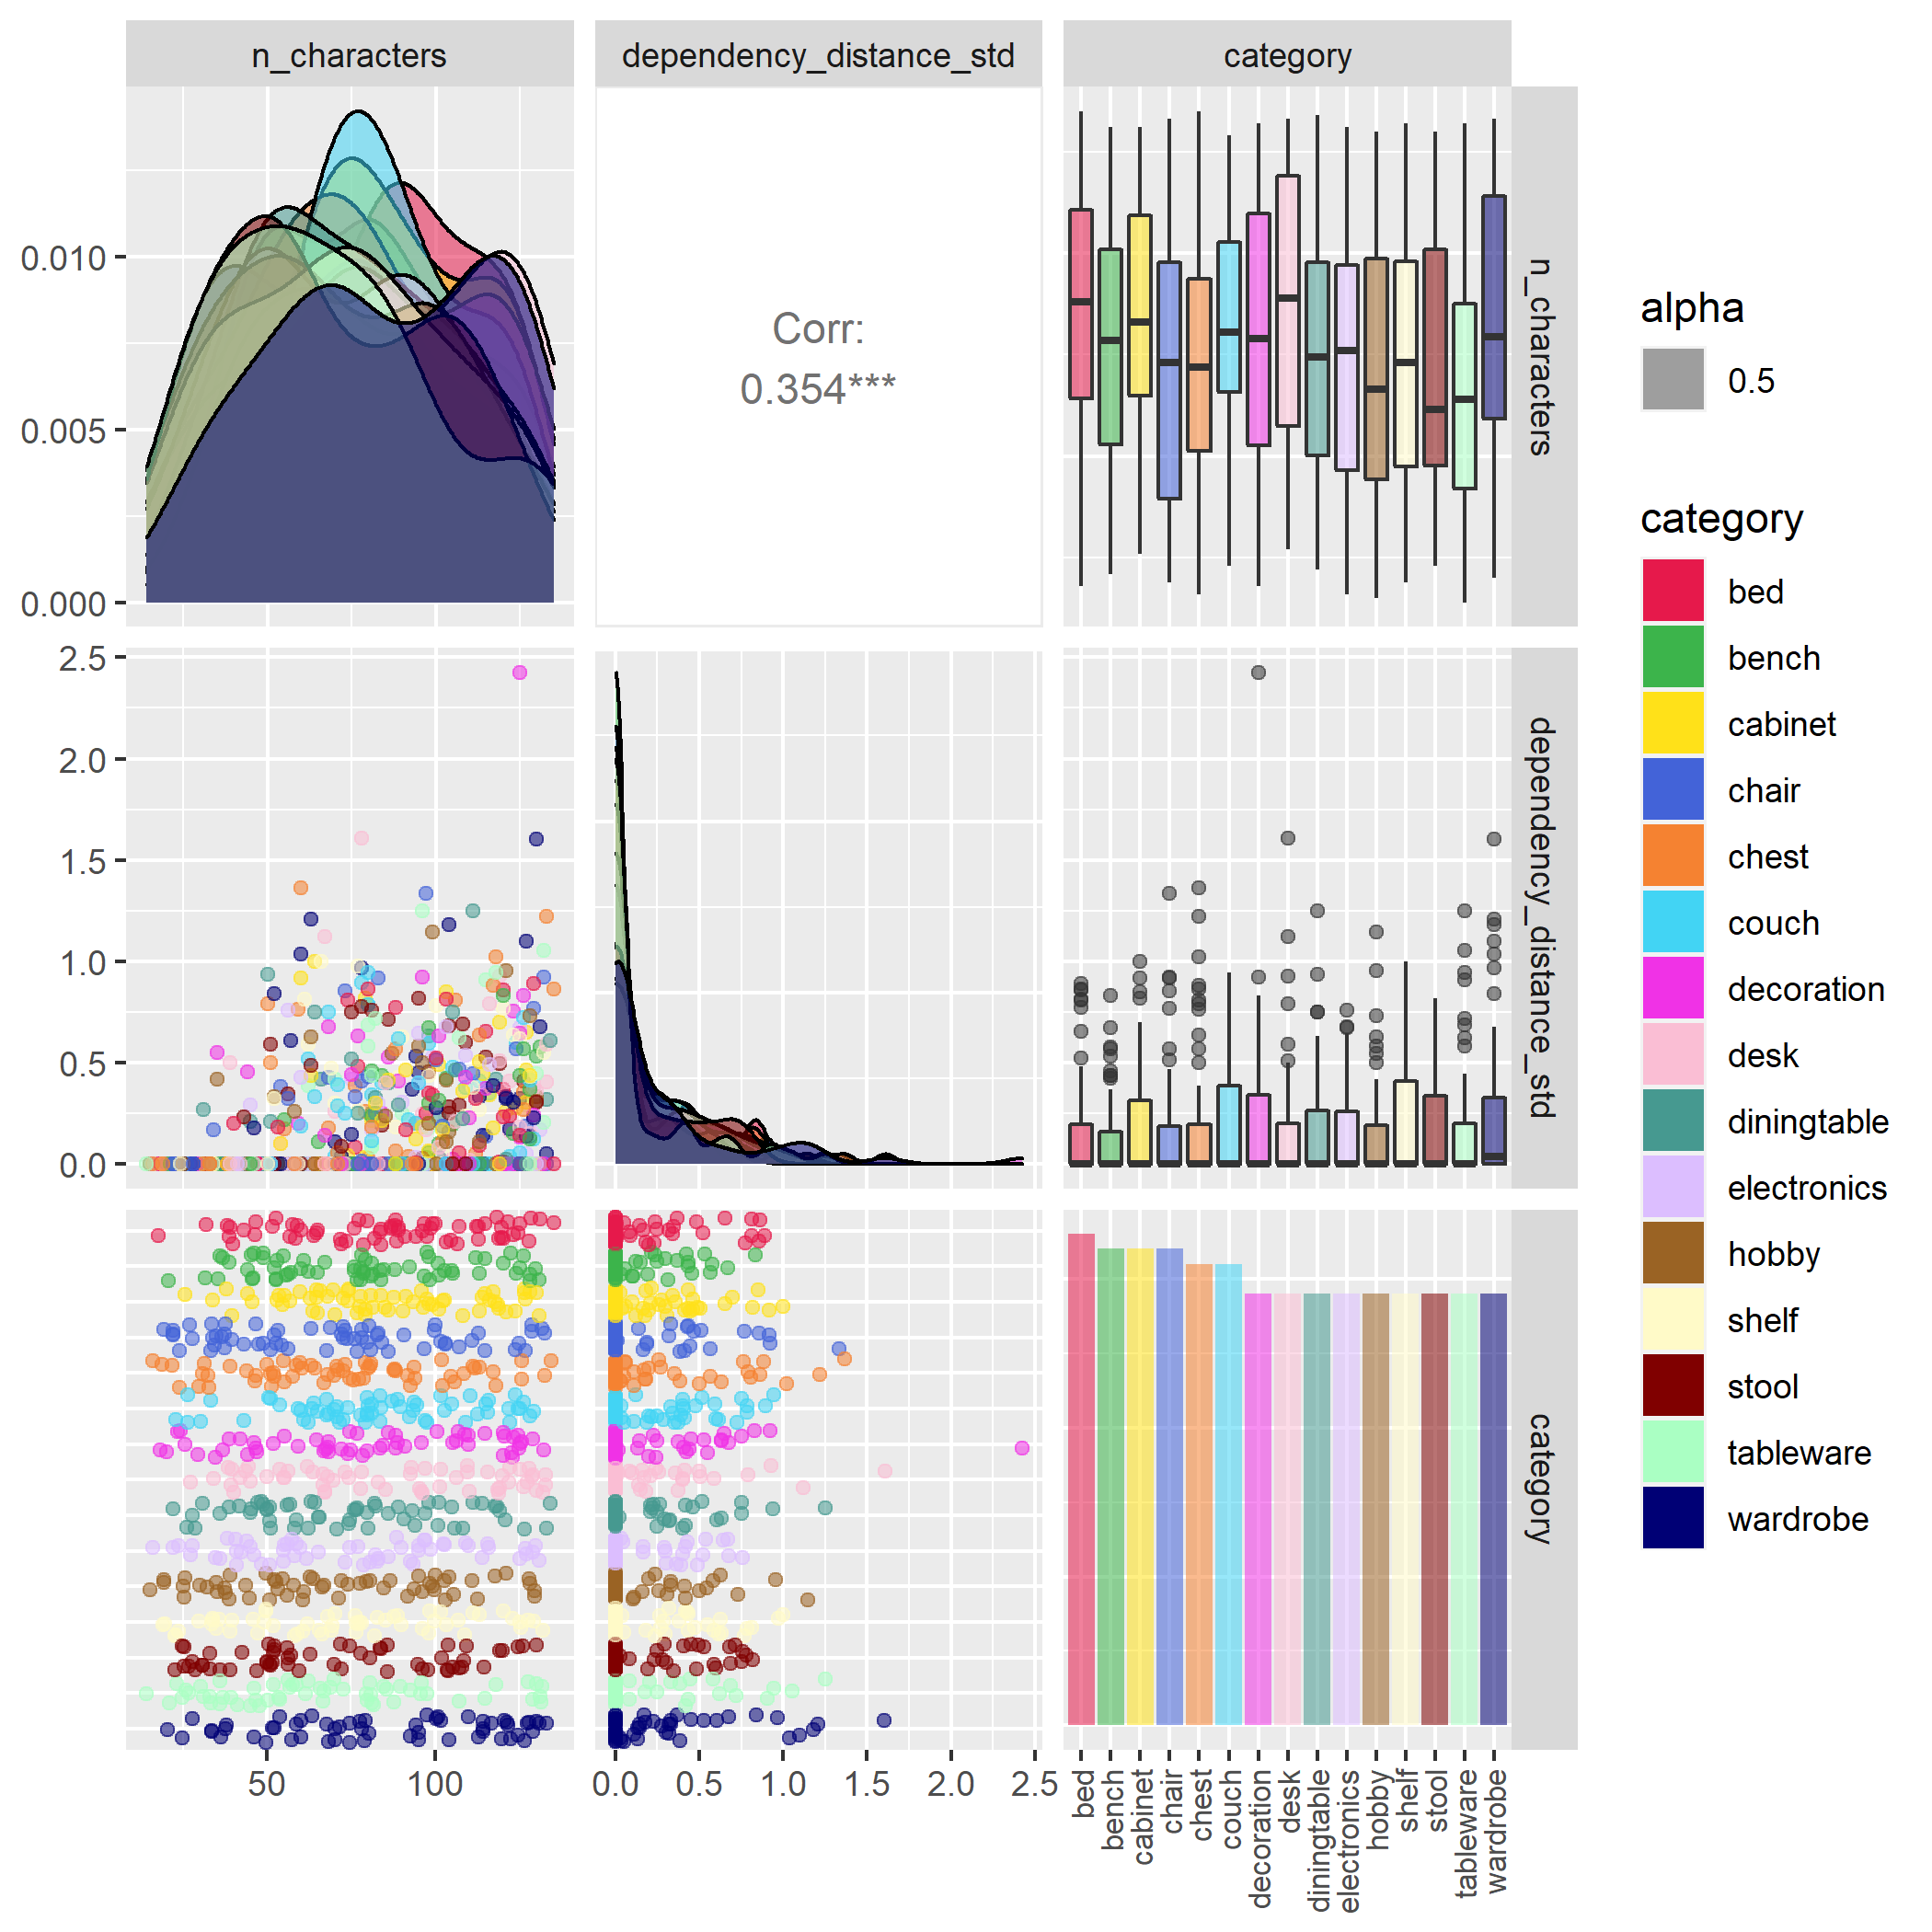 n_characters
dependency_distance_std
category
0.010
0.005
0.000
Corr:
0.354***
n_characters
2.5
2.0
1.5
1.0
0.5
0.0
dependency_distance_std
category
50
100
0.0
0.5
1.0
1.5
2.0
2.5
bed
bench
cabinet
chair
chest
couch
decoration
desk
diningtable
electronics
hobby
shelf
stool
tableware
wardrobe
alpha
0.5
category
bed
bench
cabinet
chair
chest
couch
decoration
desk
diningtable
electronics
hobby
shelf
stool
tableware
wardrobe